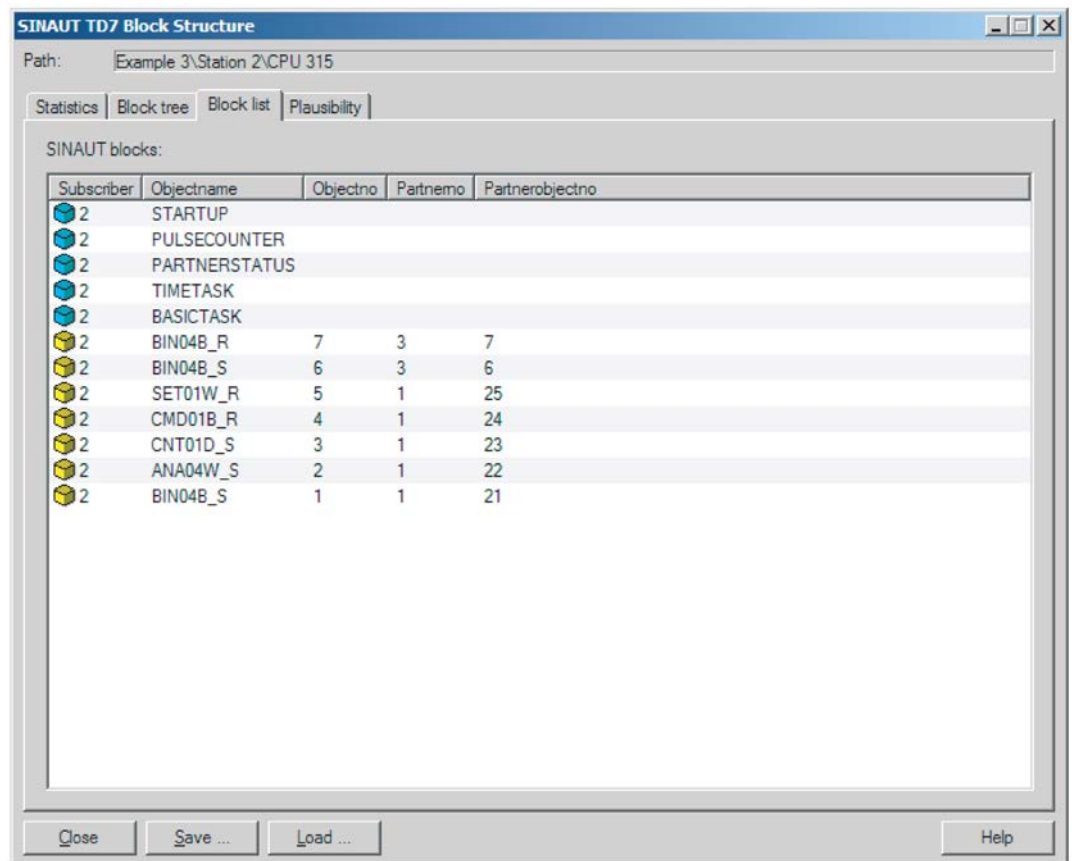 SINAUT TD7 Block Structure
Path: Example 3\Station 2\CPU 315
Statistics Block tree Block list Plausibility
SINAUT blocks:
Subscriber Objectname Objectno Partnerno Partnerobjectno
2 STARTUP
2 PULSECOUNTER
2 PARTNERSTATUS
2 TIMETASK
2 BASICTASK
2 BIN04B_R 7 3 7
2 BIN04B_S 6 3 6
2 SET01W_R 5 1 25
2 CMD01B_R 4 1 24
2 CNT01D_S 3 1 23
2 ANA04W_S 2 1 22
2 BIN04B_S 1 1 21
Close Save ... Load ... Help